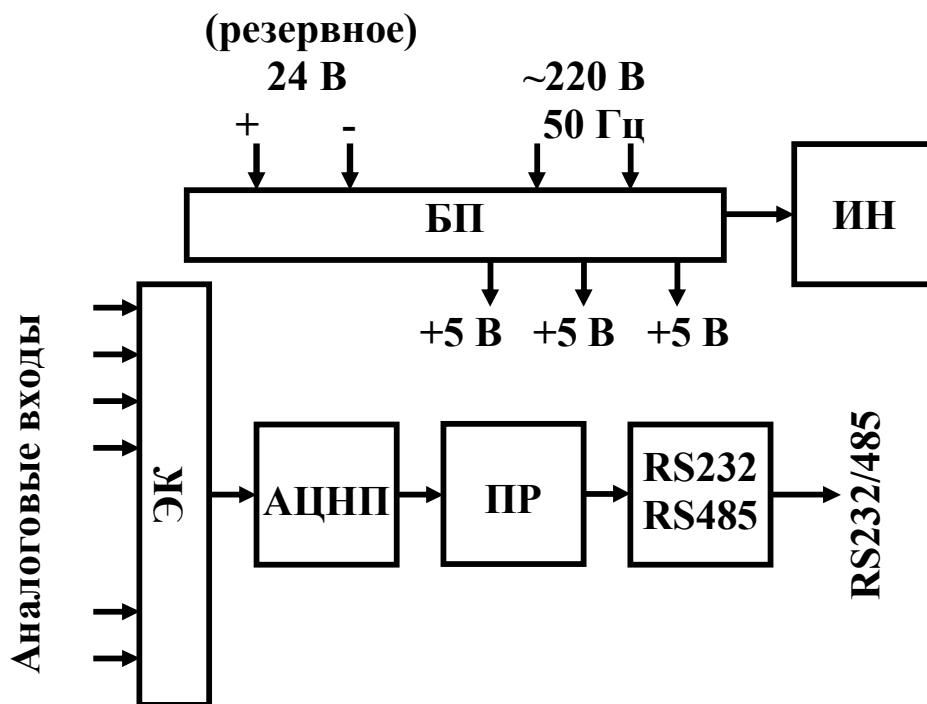 (резервное)
24 В
~220 В
+
-
50 Гц
БП
ИН
+5 В
+5 В
+5 В
Аналоговые входы
ЭК
АЦНП
ПР
RS232
RS485
RS232/485